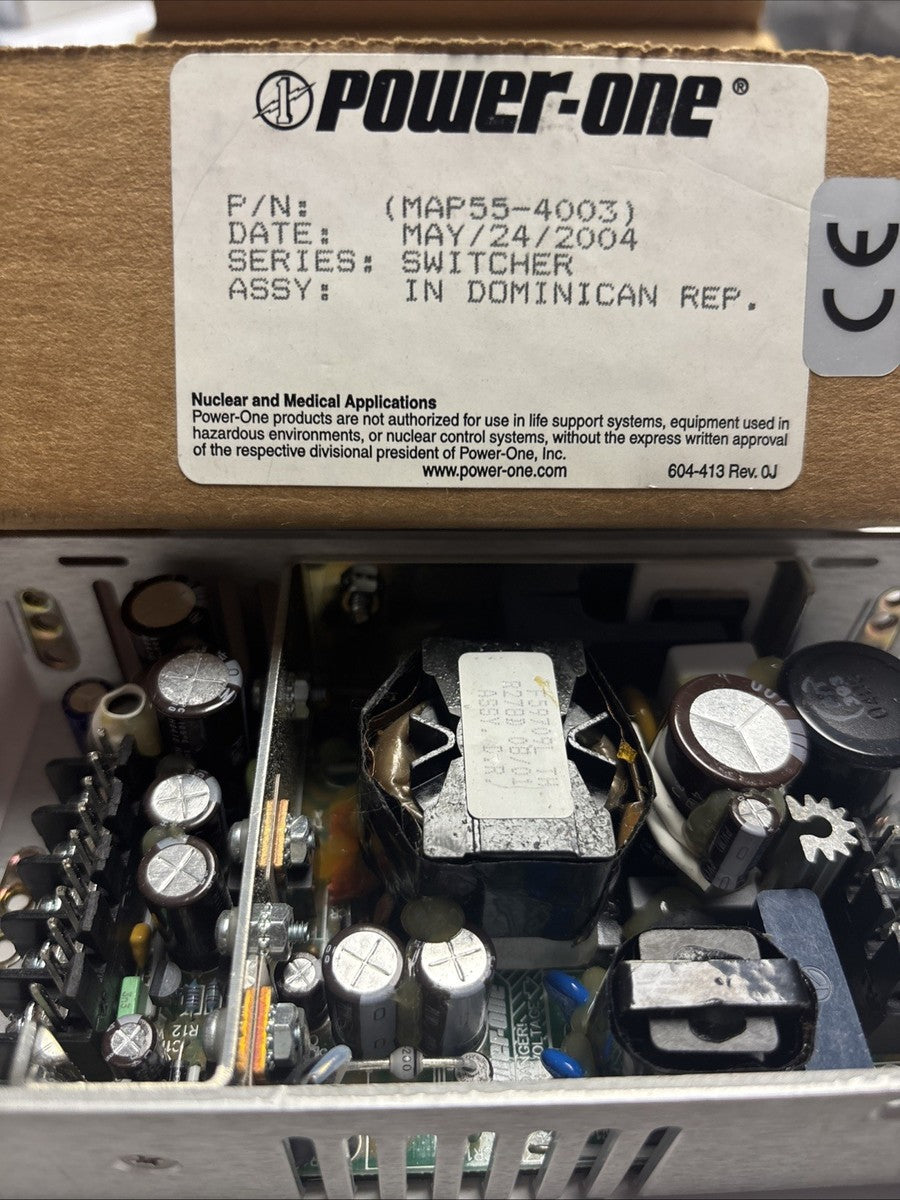 1 POWER-ONE®
P/N: (MAP55-4003)
DATE: MAY/24/2004
SERIES: SWITCHER
ASSY: IN DOMINICAN REP.
CE
Nuclear and Medical Applications
Power-One products are not authorized for use in life support systems, equipment used in
hazardous environments, or nuclear control systems, without the express written approval
of the respective divisional president of Power-One, Inc.
www.power-one.com 604-413 Rev. 0J
ASSY. D.R
R12